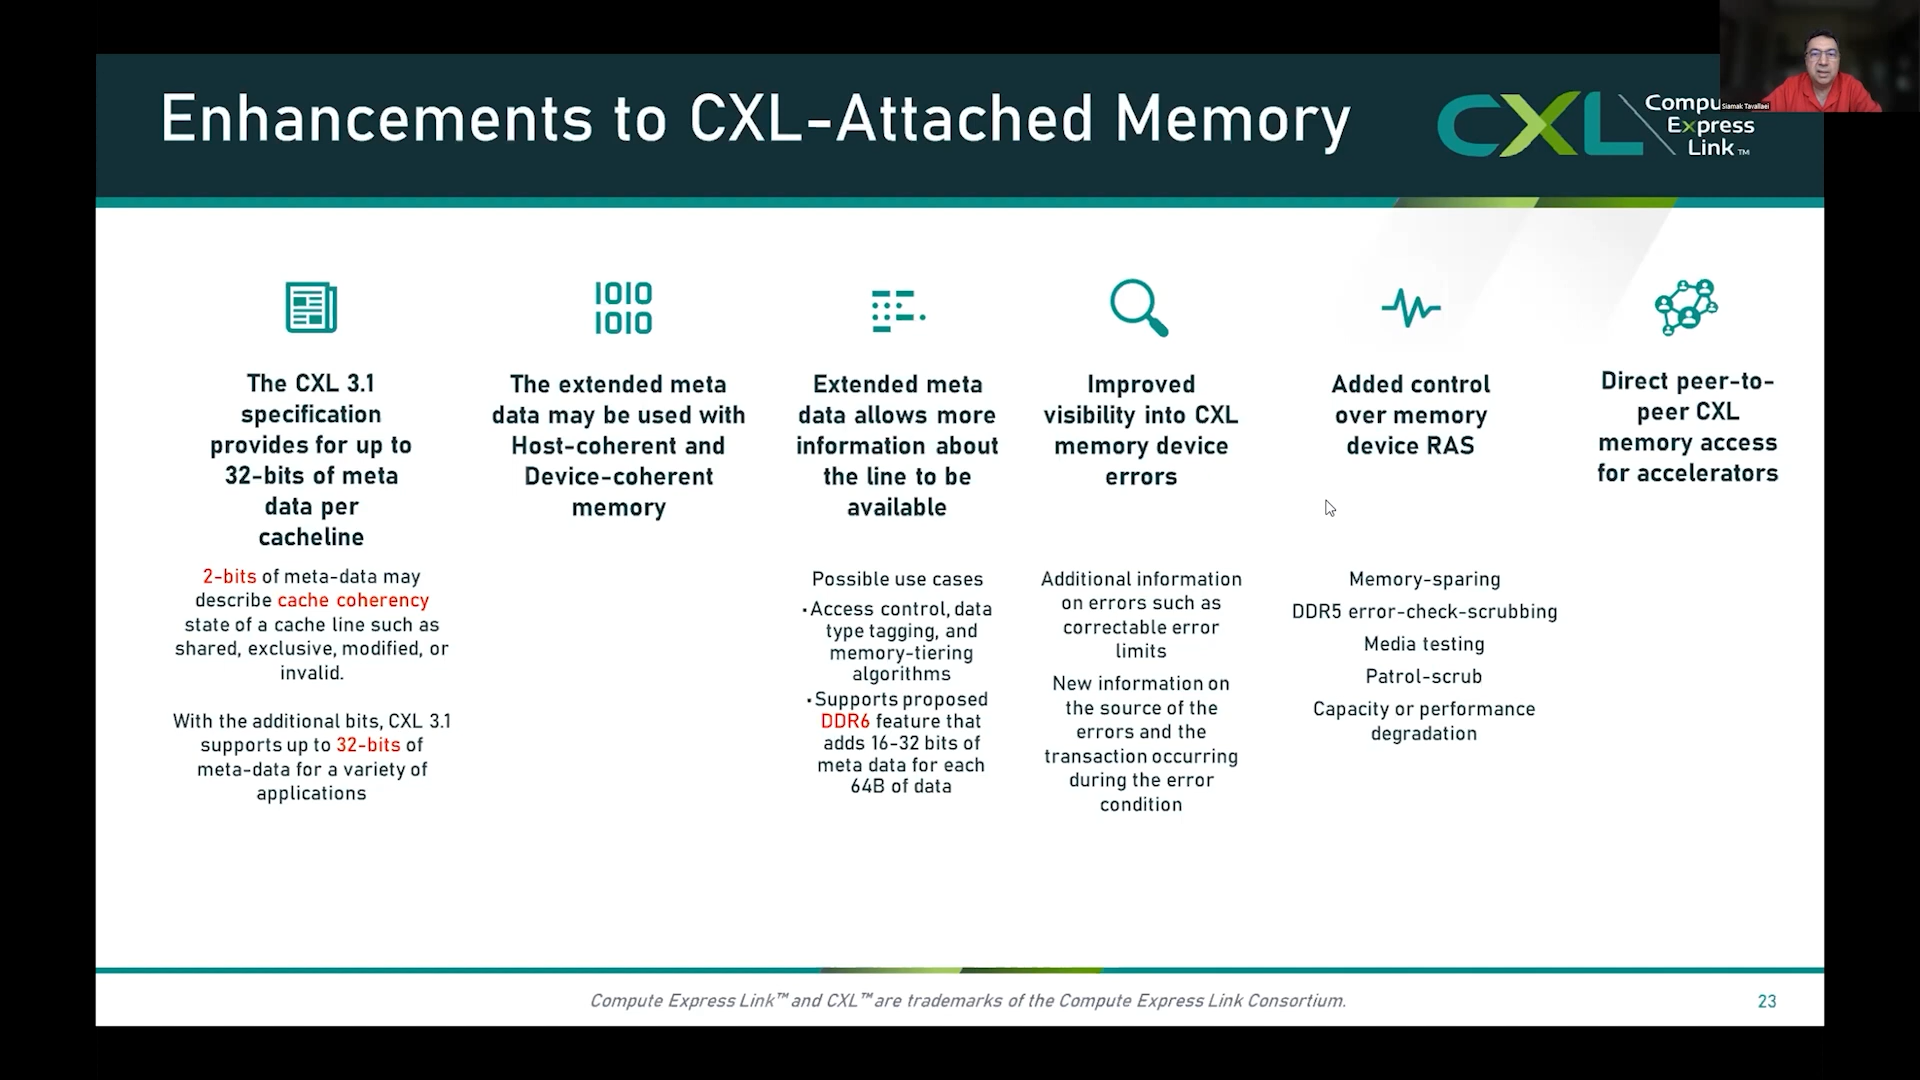 Enhancements to CXL-Attached Memory
CXL
Compu
Express
Link™
Siamak Tavallaei
1010
1010
The CXL 3.1
specification
provides for up to
32-bits of meta
data per
cacheline
2-bits of meta-data may
describe cache coherency
state of a cache line such as
shared, exclusive, modified, or
invalid.
With the additional bits, CXL 3.1
supports up to 32-bits of
meta-data for a variety of
applications
The extended meta
data may be used with
Host-coherent and
Device-coherent
memory
Extended meta
data allows more
information about
the line to be
available
Possible use cases
• Access control, data
type tagging, and
memory-tiering
algorithms
• Supports proposed
DDR6 feature that
adds 16-32 bits of
meta data for each
64B of data
Improved
visibility into CXL
memory device
errors
Additional information
on errors such as
correctable error
limits
New information on
the source of the
errors and the
transaction occurring
during the error
condition
Added control
over memory
device RAS
Memory-sparing
DDR5 error-check-scrubbing
Media testing
Patrol-scrub
Capacity or performance
degradation
Direct peer-to-
peer CXL
memory access
for accelerators
Compute Express Link™ and CXL™ are trademarks of the Compute Express Link Consortium.
23